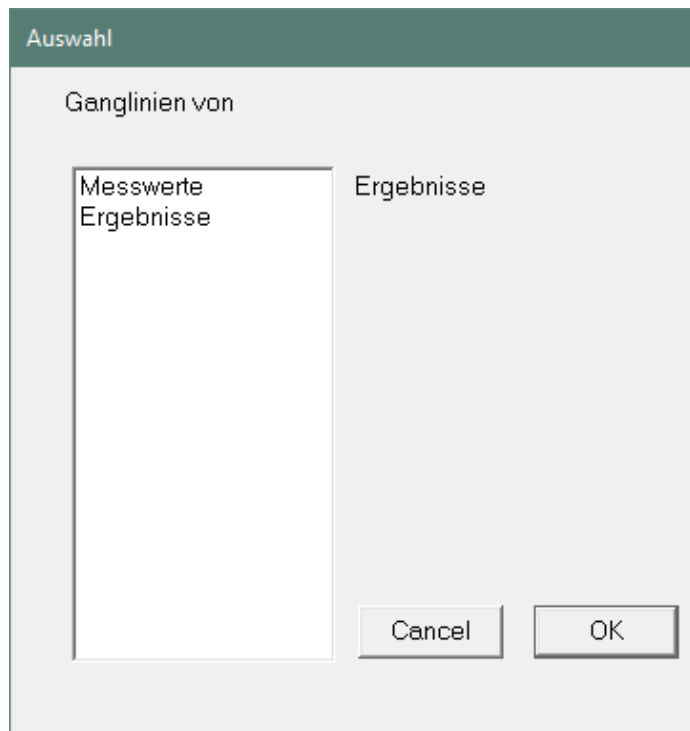 Auswahl
Ganglinien von
Messwerte
Ergebnisse
Ergebnisse
Cancel
OK